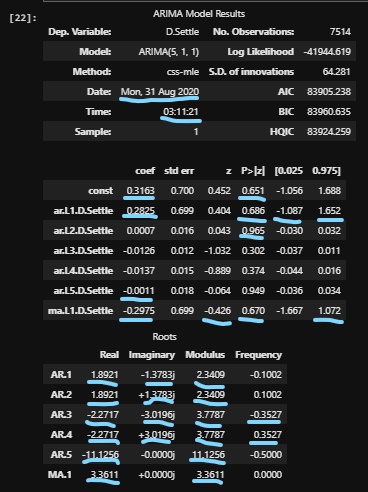 [22]:
ARIMA Model Results
Dep. Variable: D.Settle No. Observations: 7514
Model: ARIMA(5, 1, 1) Log Likelihood -41944.619
Method: css-mle S.D. of innovations 64.281
Date: Mon, 31 Aug 2020 AIC 83905.238
Time: 03:11:21 BIC 83960.635
Sample: 1 HQIC 83924.259
coef std err z P>|z| [0.025 0.975]
const 0.3163 0.700 0.452 0.651 -1.056 1.688
ar.L1.D.Settle 0.2825 0.699 0.404 0.686 -1.087 1.652
ar.L2.D.Settle 0.0007 0.016 0.043 0.965 -0.030 0.032
ar.L3.D.Settle -0.0126 0.012 -1.032 0.302 -0.037 0.011
ar.L4.D.Settle -0.0137 0.015 -0.889 0.374 -0.044 0.016
ar.L5.D.Settle -0.0011 0.018 -0.064 0.949 -0.036 0.034
ma.L1.D.Settle -0.2975 0.699 -0.426 0.670 -1.667 1.072
Roots
Real Imaginary Modulus Frequency
AR.1 1.8921 -1.3783j 2.3409 -0.1002
AR.2 1.8921 +1.3783j 2.3409 0.1002
AR.3 -2.2717 -3.0196j 3.7787 -0.3527
AR.4 -2.2717 +3.0196j 3.7787 0.3527
AR.5 -11.1256 -0.0000j 11.1256 -0.5000
MA.1 3.3611 +0.0000j 3.3611 0.0000